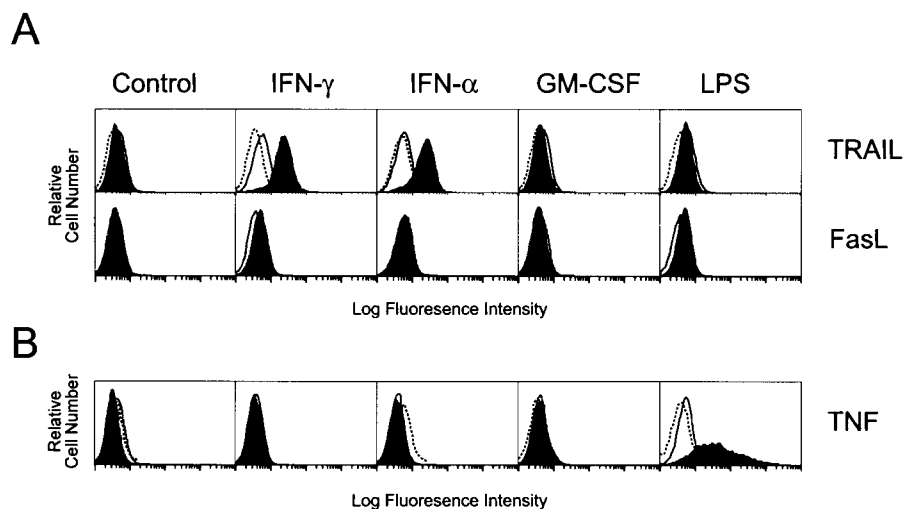 A
Control IFN-γ IFN-α GM-CSF LPS
Relative
Cell Number
TRAIL
FasL
Log Fluoresence Intensity
B
Relative
Cell Number
TNF
Log Fluoresence Intensity